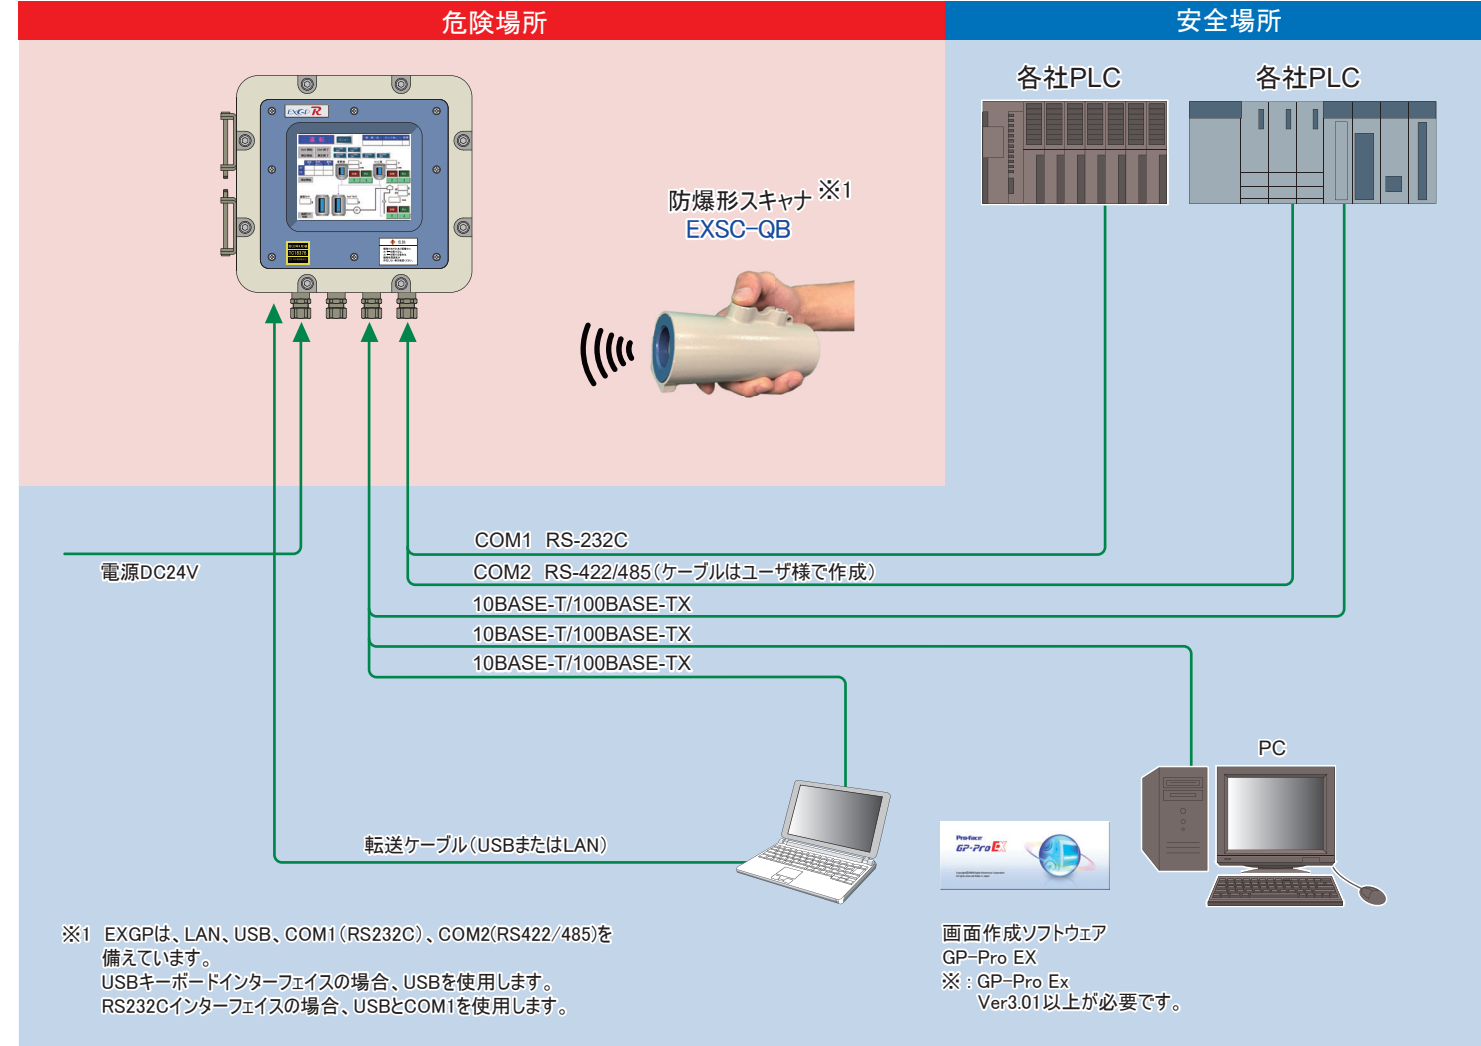 危険場所
安全場所
各社PLC
各社PLC
EXGP R
TC18376
防爆形スキャナ ※1
EXSC-QB
COM1 RS-232C
電源DC24V
COM2 RS-422/485(ケーブルはユーザ様で作成)
10BASE-T/100BASE-TX
10BASE-T/100BASE-TX
10BASE-T/100BASE-TX
PC
転送ケーブル(USBまたはLAN)
Pro-face
GP-Pro EX
※1 EXGPは、LAN、USB、COM1(RS232C)、COM2(RS422/485)を
備えています。
USBキーボードインターフェイスの場合、USBを使用します。
RS232Cインターフェイスの場合、USBとCOM1を使用します。
画面作成ソフトウェア
GP-Pro EX
※：GP-Pro Ex
Ver3.01以上が必要です。